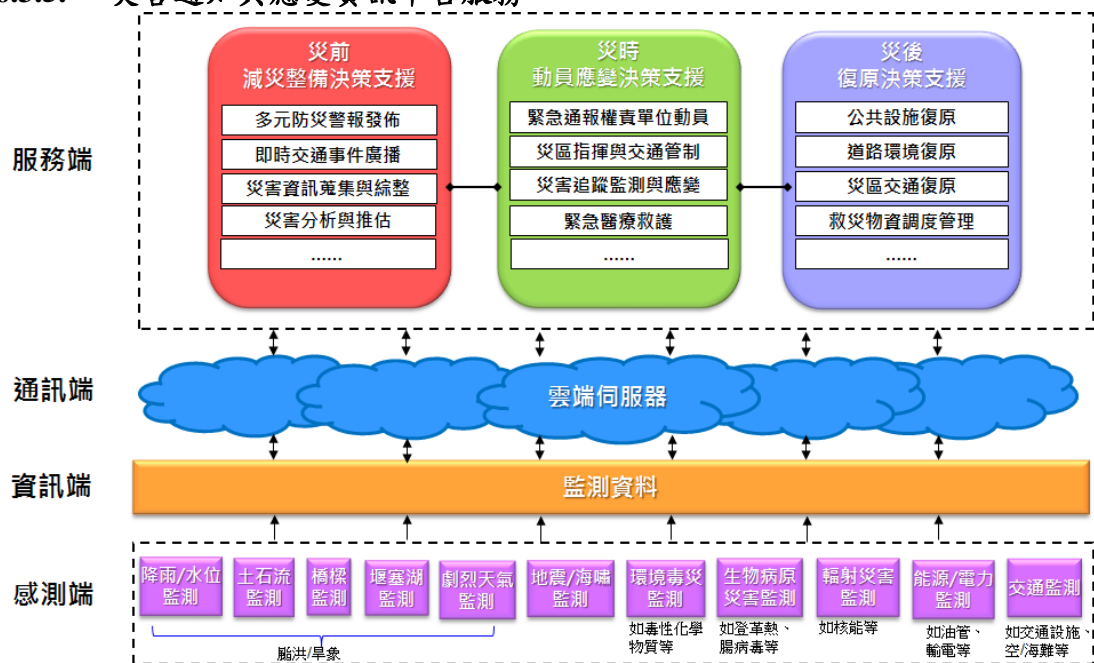 災前
減災整備決策支援
多元防災警報發佈
即時交通事件廣播
災害資訊蒐集與綜整
災害分析與推估
......
災時
動員應變決策支援
緊急通報權責單位動員
災區指揮與交通管制
災害追蹤監測與應變
緊急醫療救護
......
災後
復原決策支援
公共設施復原
道路環境復原
災區交通復原
救災物資調度管理
......
服務端
通訊端
雲端伺服器
資訊端
監測資料
感測端
降雨/水位
監測
土石流
監測
橋樑
監測
堰塞湖
監測
劇烈天氣
監測
地震/海嘯
監測
環境毒災
監測
生物病原
災害監測
輻射災害
監測
能源/電力
監測
交通監測
颱洪/旱象
如毒性化學
物質等
如登革熱、
腸病毒等
如核能等
如油管、
輸電等
如交通設施、
空/海難等